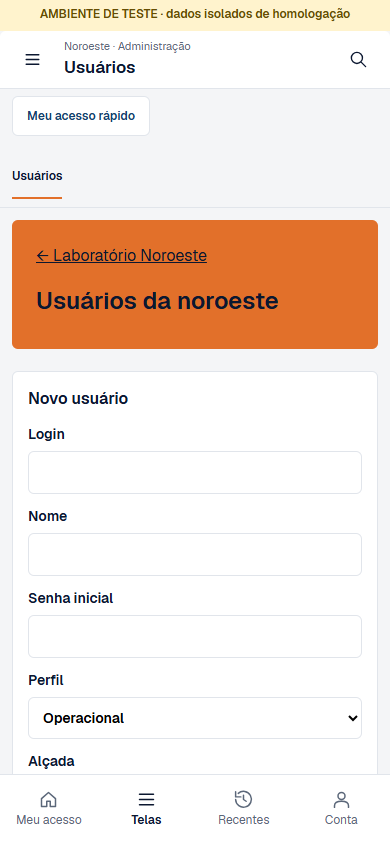 AMBIENTE DE TESTE · dados isolados de homologação
Noroeste · Administração
Usuários
Meu acesso rápido
Usuários
← Laboratório Noroeste
Usuários da noroeste
Novo usuário
Login
Nome
Senha inicial
Perfil
Operacional
Alçada
Meu acesso
Telas
Recentes
Conta